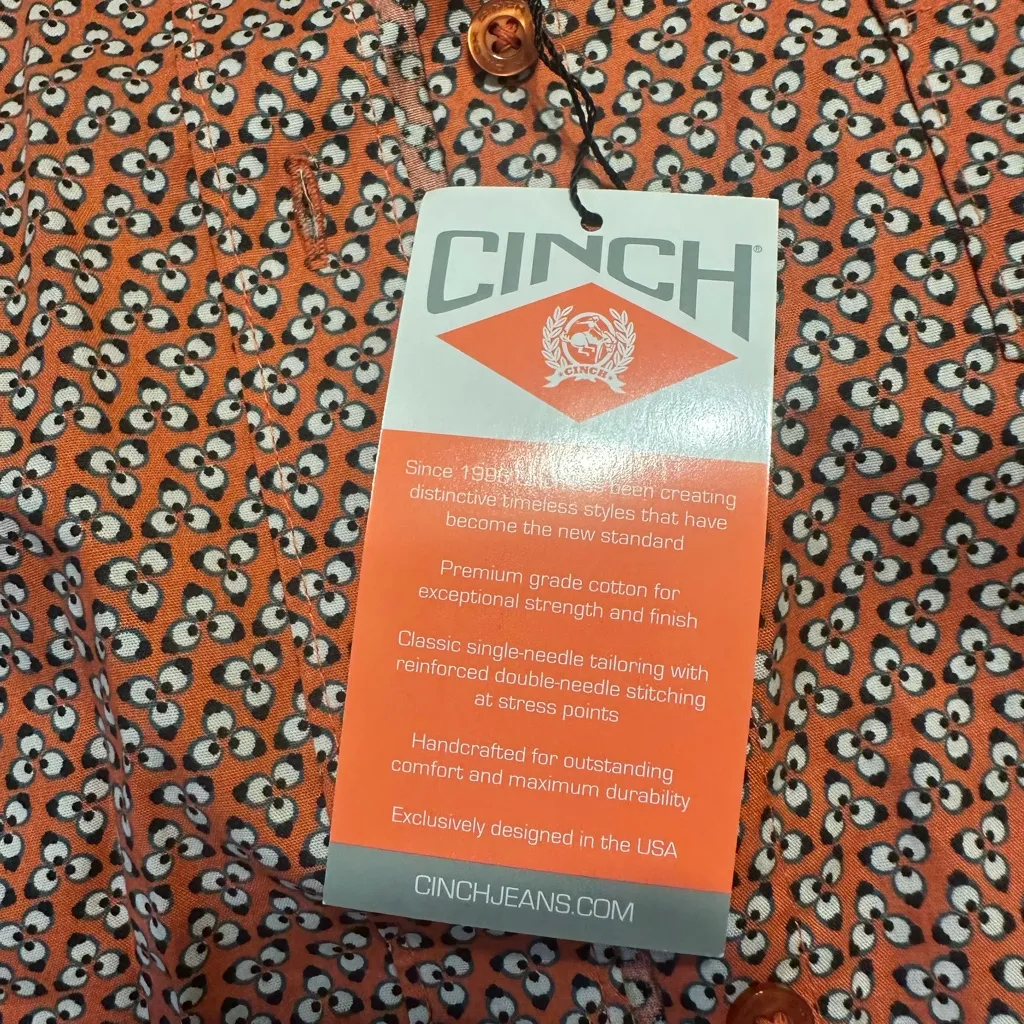 CINCH®
CINCH
Since 1996 been creating
distinctive timeless styles that have
become the new standard
Premium grade cotton for
exceptional strength and finish
Classic single-needle tailoring with
reinforced double-needle stitching
at stress points
Handcrafted for outstanding
comfort and maximum durability
Exclusively designed in the USA
CINCHJEANS.COM